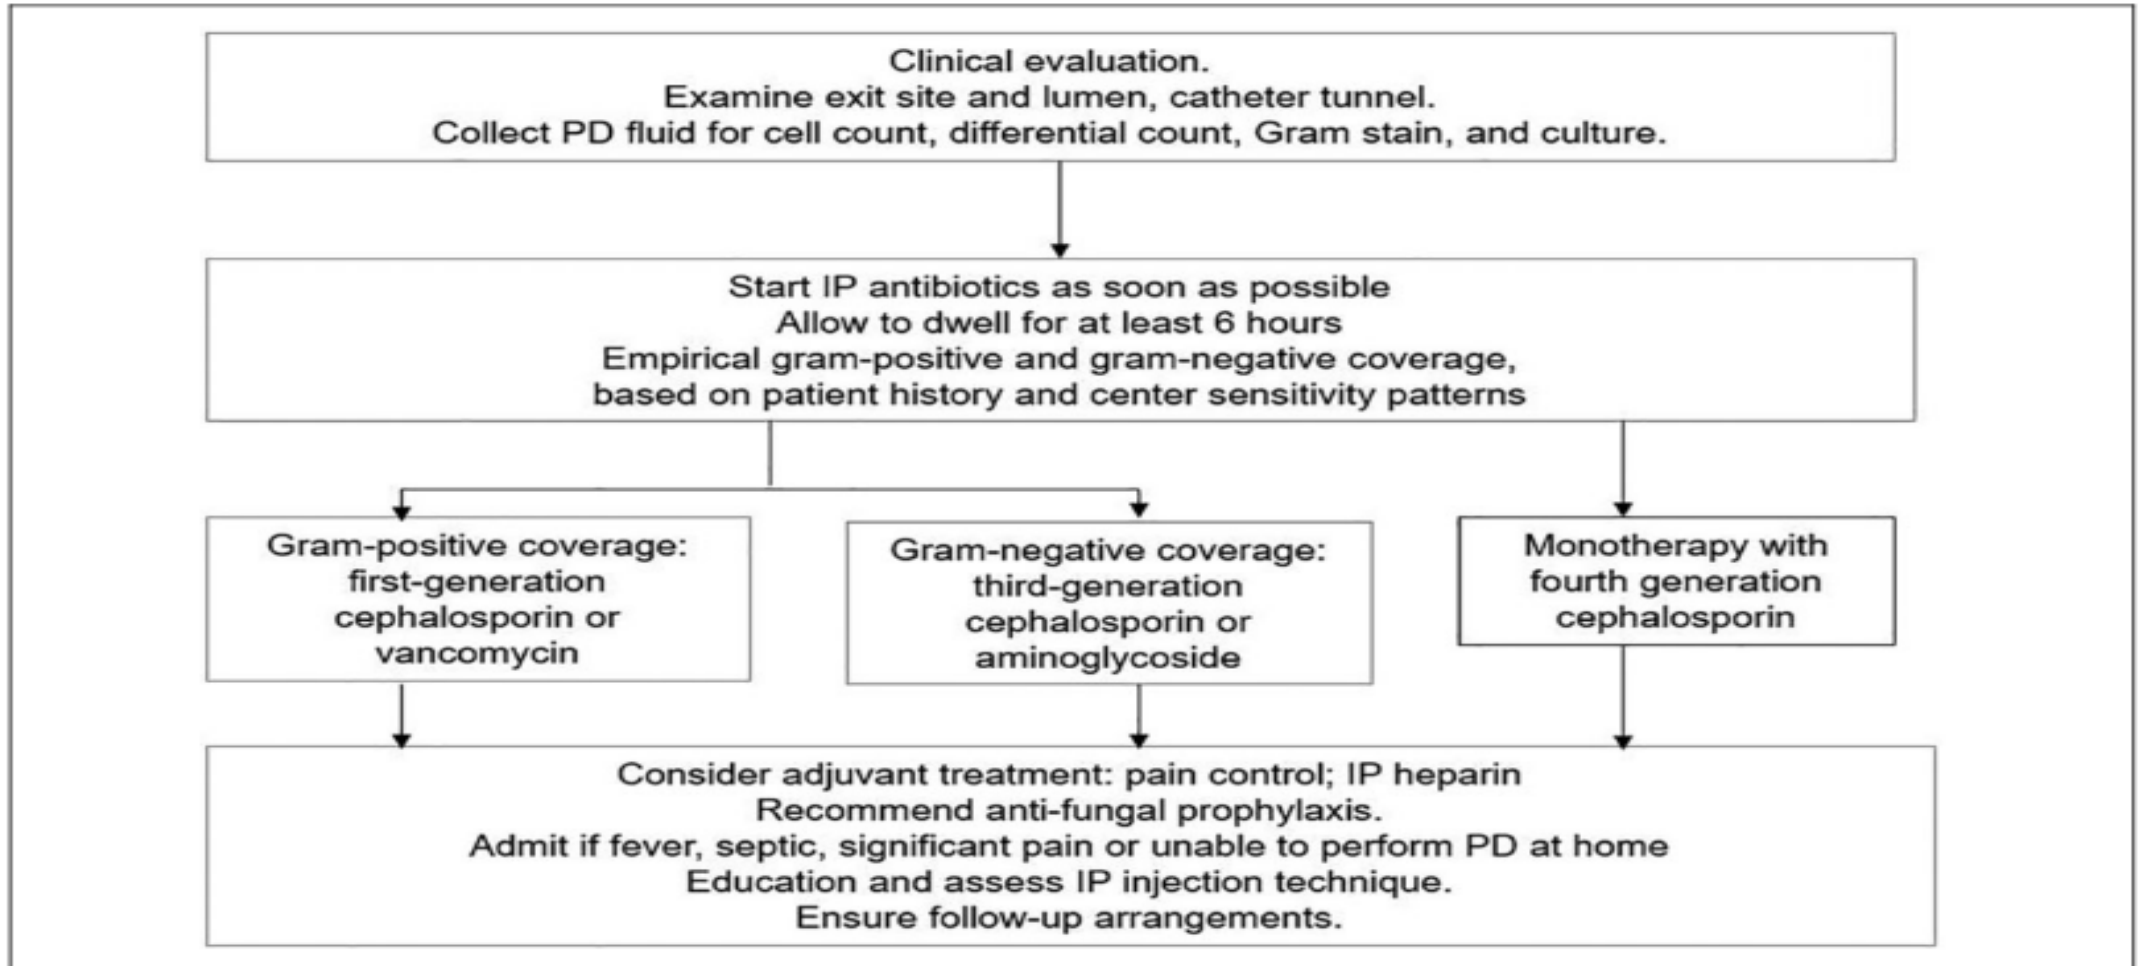 Clinical evaluation.
Examine exit site and lumen, catheter tunnel.
Collect PD fluid for cell count, differential count, Gram stain, and culture.
Start IP antibiotics as soon as possible
Allow to dwell for at least 6 hours
Empirical gram-positive and gram-negative coverage,
based on patient history and center sensitivity patterns
Gram-positive coverage:
first-generation
cephalosporin or
vancomycin
Gram-negative coverage:
third-generation
cephalosporin or
aminoglycoside
Monotherapy with
fourth generation
cephalosporin
Consider adjuvant treatment: pain control; IP heparin
Recommend anti-fungal prophylaxis.
Admit if fever, septic, significant pain or unable to perform PD at home
Education and assess IP injection technique.
Ensure follow-up arrangements.